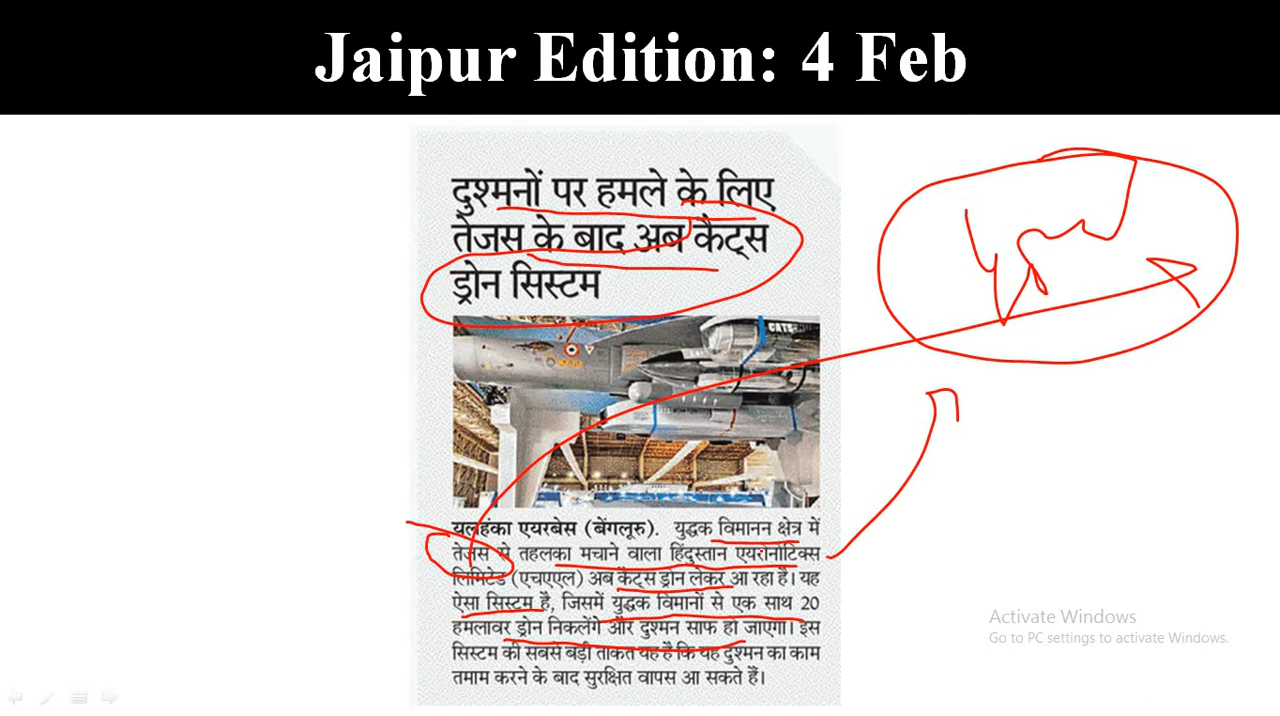 Jaipur Edition: 4 Feb
दुश्मनों पर हमले के लिए
तेजस के बाद अब कैट्स
ड्रोन सिस्टम
CATS
यलहंका एयरबेस (बेंगलूरु). युद्धक विमानन क्षेत्र में
तेजस से तहलका मचाने वाला हिंदुस्तान एयरोनोटिक्स
लिमिटेड (एचएएल) अब कैट्स ड्रोन लेकर आ रहा है। यह
ऐसा सिस्टम है, जिसमें युद्धक विमानों से एक साथ 20
हमलावर ड्रोन निकलेंगे और दुश्मन साफ हो जाएगा। इस
सिस्टम की सबसे बड़ी ताकत यह है कि यह दुश्मन का काम
तमाम करने के बाद सुरक्षित वापस आ सकते हैं।
Activate Windows
Go to PC settings to activate Windows.